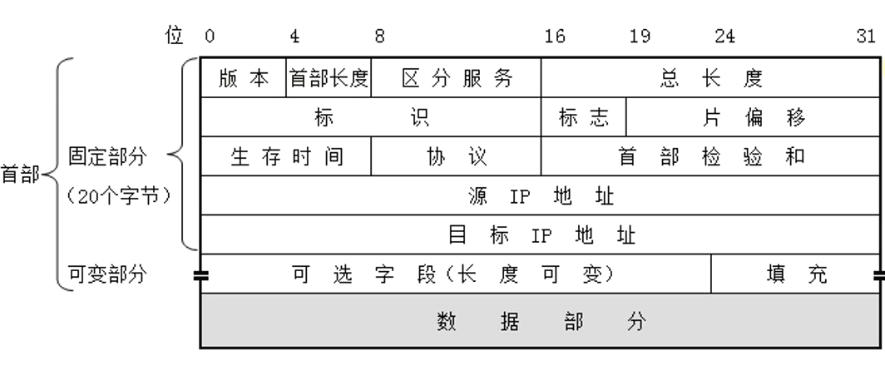 位 0 4 8 16 19 24 31
版本 首部长度 区分服务 总长度
标识 标志 片偏移
生存时间 协议 首部检验和
固定部分
首部
（20个字节）
源 IP 地址
目标 IP 地址
可变部分 可选字段(长度可变) 填充
数据部分